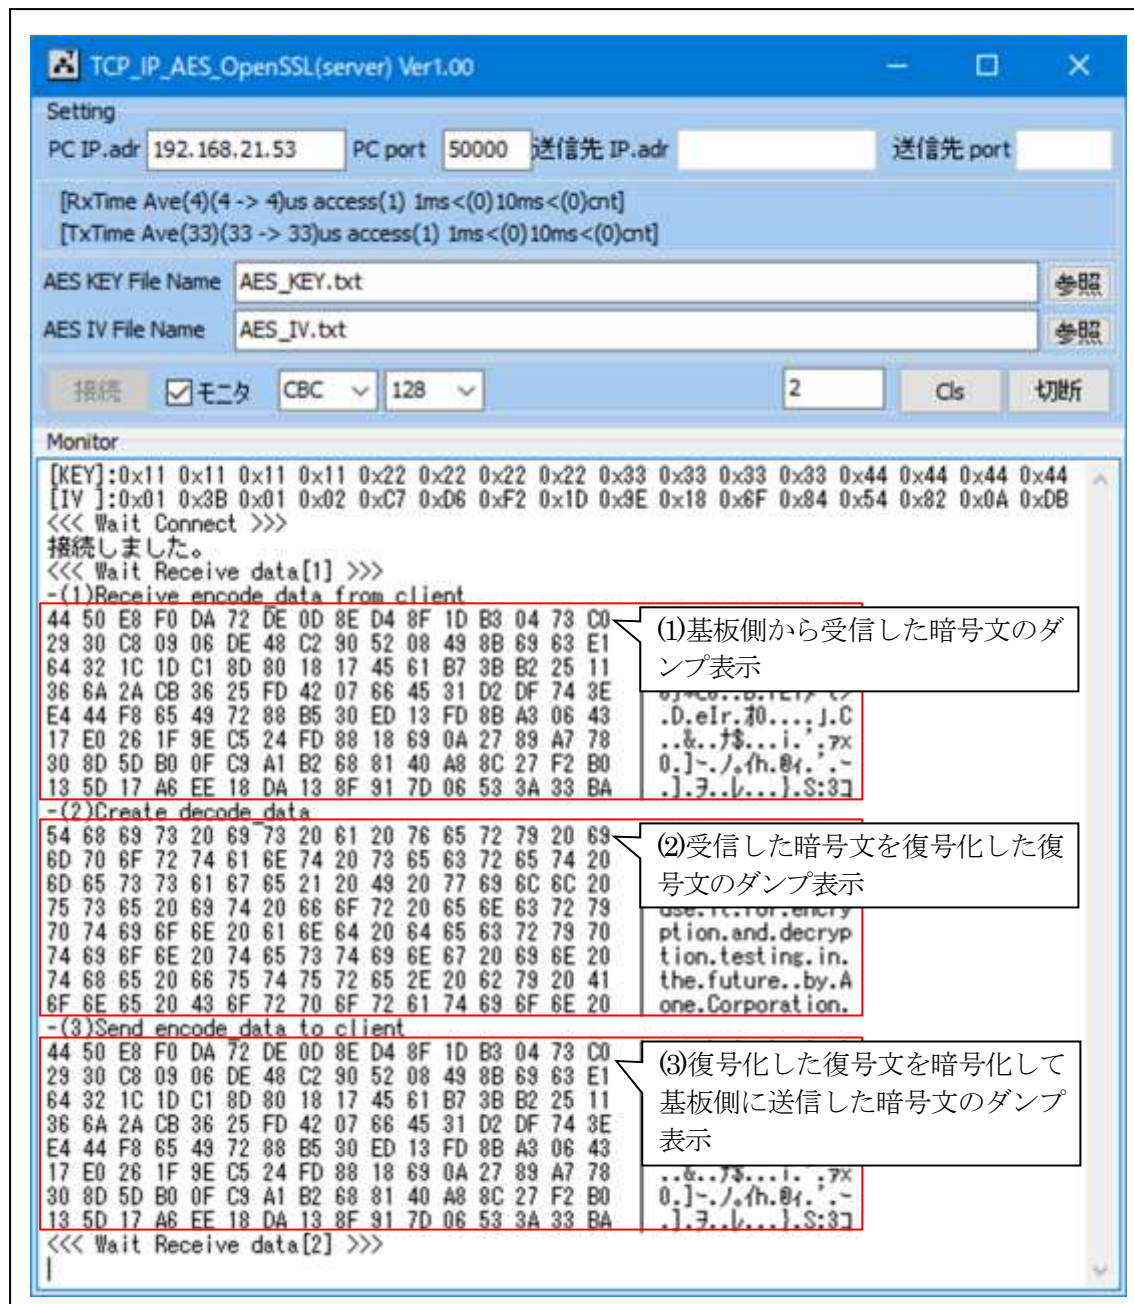 TCP_IP_AES_OpenSSL(server) Ver1.00
Setting
PC IP.adr 192.168.21.53 PC port 50000 送信先 IP.adr 送信先 port
[RxTime Ave(4)(4 -> 4)us access(1) 1ms<(0)10ms<(0)cnt]
[TxTime Ave(33)(33 -> 33)us access(1) 1ms<(0)10ms<(0)cnt]
AES KEY File Name AES_KEY.txt 参照
AES IV File Name AES_IV.txt 参照
接続 モニタ CBC 128 2 Cls 切断
Monitor
[KEY]:0x11 0x11 0x11 0x11 0x22 0x22 0x22 0x22 0x33 0x33 0x33 0x33 0x44 0x44 0x44 0x44
[IV ]:0x01 0x3B 0x01 0x02 0xC7 0xD6 0xF2 0x1D 0x9E 0x18 0x6F 0x84 0x54 0x82 0x0A 0xDB
<<< Wait Connect >>>
接続しました。
<<< Wait Receive data[1] >>>
-(1)Receive encode_data from client
44 50 E8 F0 DA 72 DE 0D 8E D4 8F 1D B3 04 73 C0
29 30 C8 09 06 DE 48 C2 90 52 08 49 8B 69 63 E1
64 32 1C 1D C1 8D 80 18 17 45 61 B7 3B B2 25 11
36 6A 2A CB 36 25 FD 42 07 66 45 31 D2 DF 74 3E
E4 44 F8 65 49 72 88 B5 30 ED 13 FD 8B A3 06 43
17 E0 26 1F 9E C5 24 FD 88 18 69 0A 27 89 A7 78
30 8D 5D B0 0F C9 A1 B2 68 81 40 A8 8C 27 F2 B0
13 5D 17 A6 EE 18 DA 13 8F 91 7D 06 53 3A 33 BA
(1)基板側から受信した暗号文のダ
ンプ表示
-(2)Create decode_data
54 68 69 73 20 69 73 20 61 20 76 65 72 79 20 69
6D 70 6F 72 74 61 6E 74 20 73 65 63 72 65 74 20
6D 65 73 73 61 67 65 21 20 49 20 77 69 6C 6C 20
75 73 65 20 69 74 20 66 6F 72 20 65 6E 63 72 79 use.it.for.encry
70 74 69 6F 6E 20 61 6E 64 20 64 65 63 72 79 70 ption.and.decryp
74 69 6F 6E 20 74 65 73 74 69 6E 67 20 69 6E 20 tion.testing.in.
74 68 65 20 66 75 74 75 72 65 2E 20 62 79 20 41 the.future..by.A
6F 6E 65 20 43 6F 72 70 6F 72 61 74 69 6F 6E 20 one.Corporation.
(2)受信した暗号文を復号化した復
号文のダンプ表示
-(3)Send encode_data to client
44 50 E8 F0 DA 72 DE 0D 8E D4 8F 1D B3 04 73 C0
29 30 C8 09 06 DE 48 C2 90 52 08 49 8B 69 63 E1
64 32 1C 1D C1 8D 80 18 17 45 61 B7 3B B2 25 11
36 6A 2A CB 36 25 FD 42 07 66 45 31 D2 DF 74 3E
E4 44 F8 65 49 72 88 B5 30 ED 13 FD 8B A3 06 43
17 E0 26 1F 9E C5 24 FD 88 18 69 0A 27 89 A7 78
30 8D 5D B0 0F C9 A1 B2 68 81 40 A8 8C 27 F2 B0
13 5D 17 A6 EE 18 DA 13 8F 91 7D 06 53 3A 33 BA
(3)復号化した復号文を暗号化して
基板側に送信した暗号文のダンプ
表示
<<< Wait Receive data[2] >>>